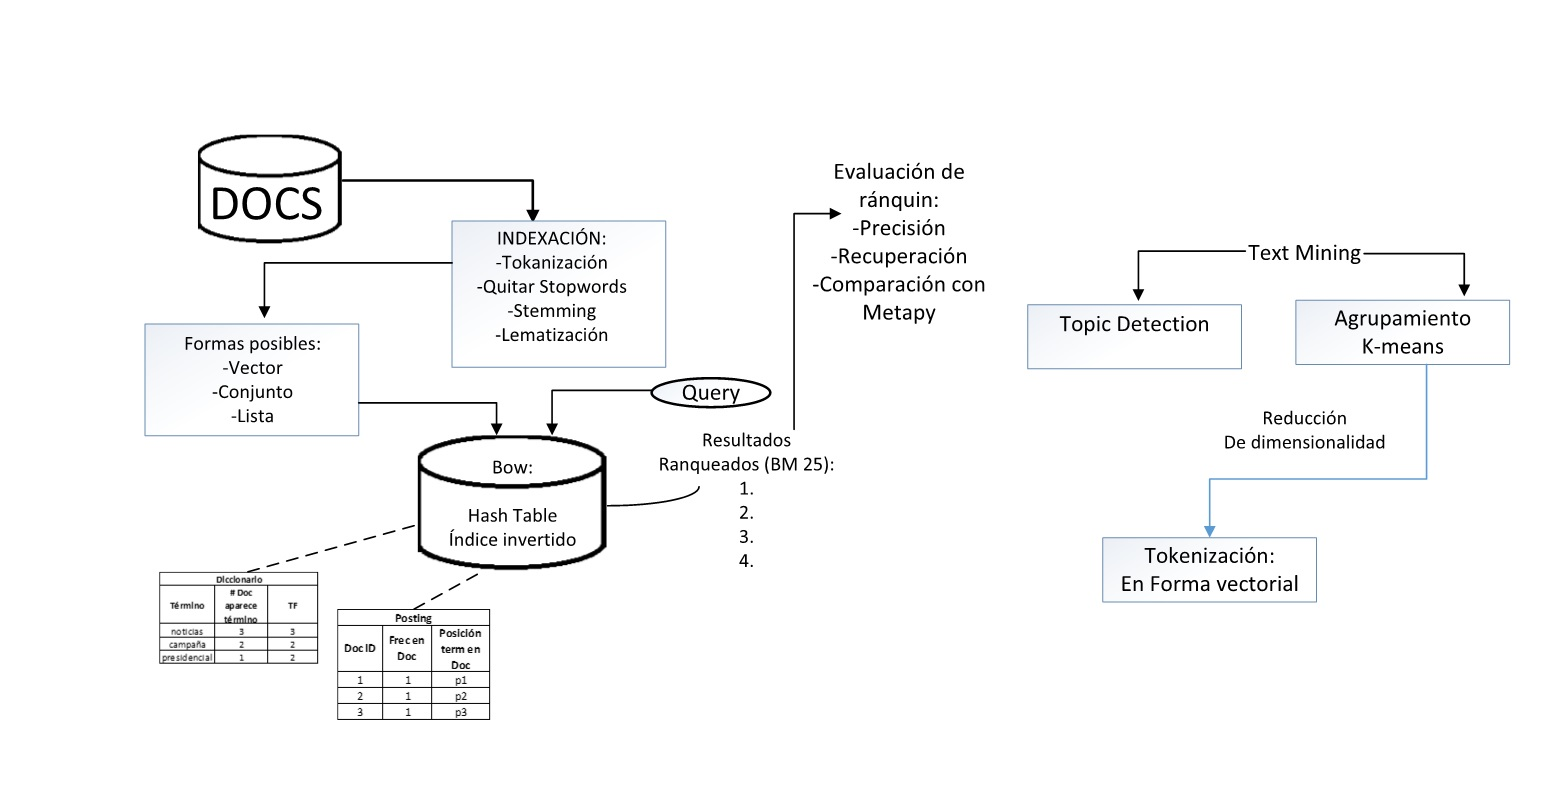 DOCS
INDEXACIÓN:
-Tokanización
-Quitar Stopwords
-Stemming
-Lematización
Formas posibles:
-Vector
-Conjunto
-Lista
Query
Bow:
Hash Table
Índice invertido
Resultados
Ranqueados (BM 25):
1.
2.
3.
4.
Evaluación de
ránquin:
-Precisión
-Recuperación
-Comparación con
Metapy
Diccionario
Término # Doc aparece término TF
noticias 3 3
campaña 2 2
presidencial 1 2
Posting
Doc ID Frec en Doc Posición term en Doc
1 1 p1
2 1 p2
3 1 p3
Text Mining
Topic Detection
Agrupamiento
K-means
Reducción
De dimensionalidad
Tokenización:
En Forma vectorial